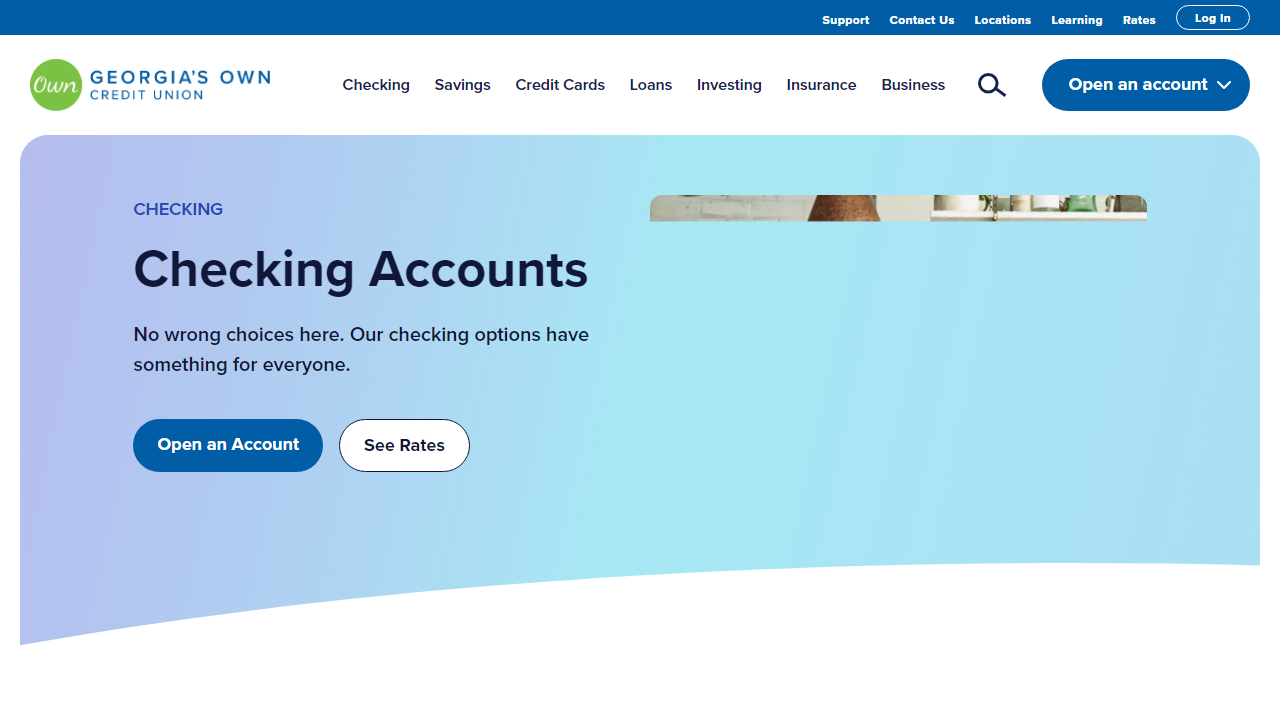 Support Contact Us Locations Learning Rates Log In
Own GEORGIA'S OWN
CREDIT UNION
Checking Savings Credit Cards Loans Investing Insurance Business Open an account
CHECKING
Checking Accounts
No wrong choices here. Our checking options have
something for everyone.
Open an Account See Rates